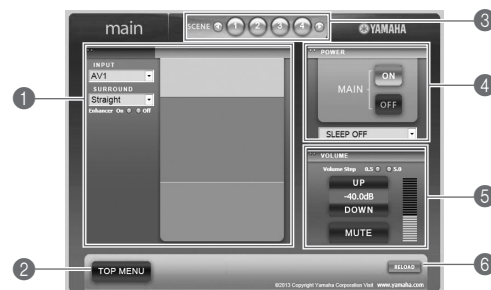 main
SCENE 1 2 3 4
YAMAHA
3
INPUT
AV1
SURROUND
Straight
Enhancer On Off
1
POWER
MAIN
ON
OFF
SLEEP OFF
4
VOLUME
Volume Step 0.5 5.0
UP
-40.0dB
DOWN
MUTE
5
2
TOP MENU
RELOAD
6
©2013 Copyright Yamaha Corporation Visit www.yamaha.com